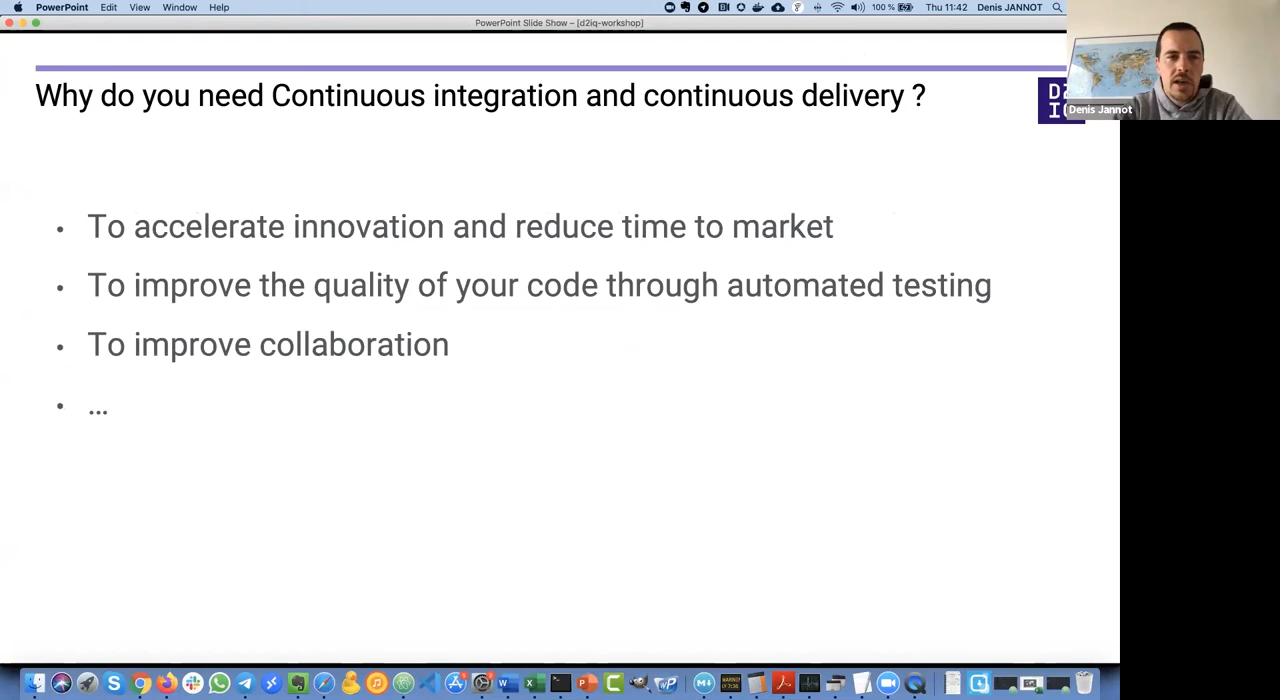 PowerPoint Edit View Window Help 100 % Thu 11:42 Denis JANNOT
PowerPoint Slide Show – [d2iq-workshop]
Why do you need Continuous integration and continuous delivery ?
Denis Jannot
• To accelerate innovation and reduce time to market
• To improve the quality of your code through automated testing
• To improve collaboration
• ...